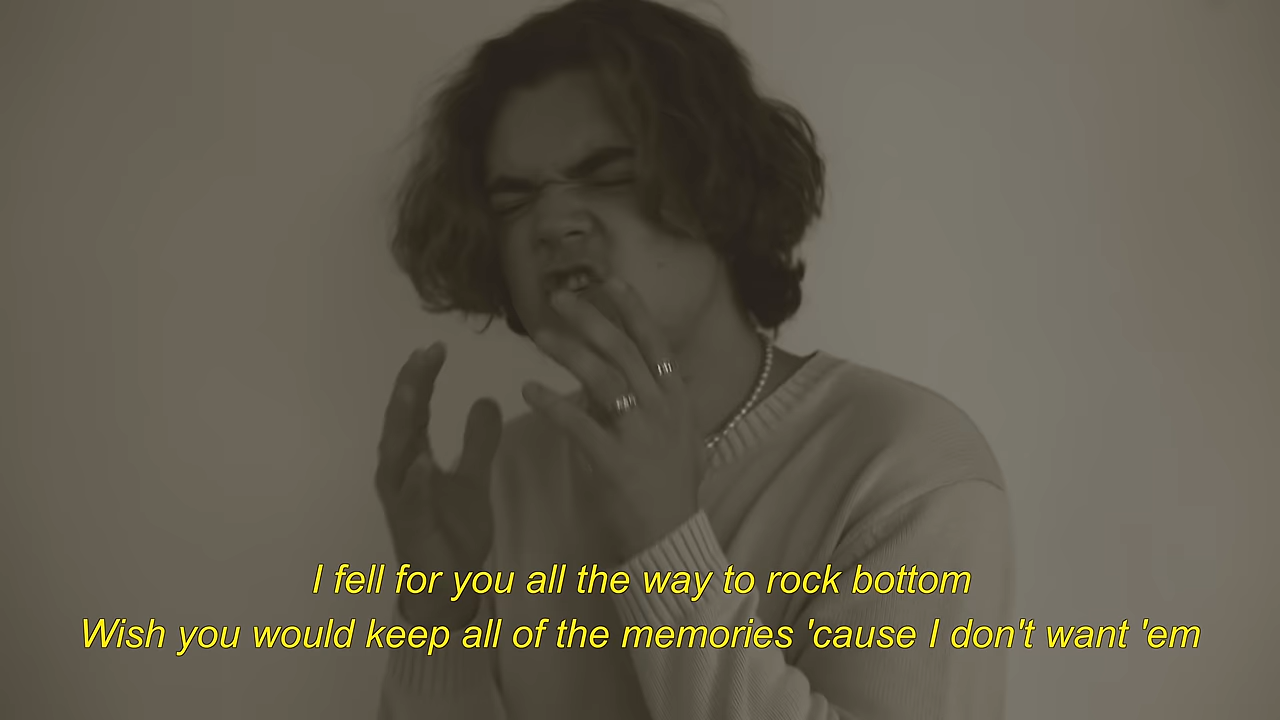 I fell for you all the way to rock bottom
Wish you would keep all of the memories 'cause I don't want 'em